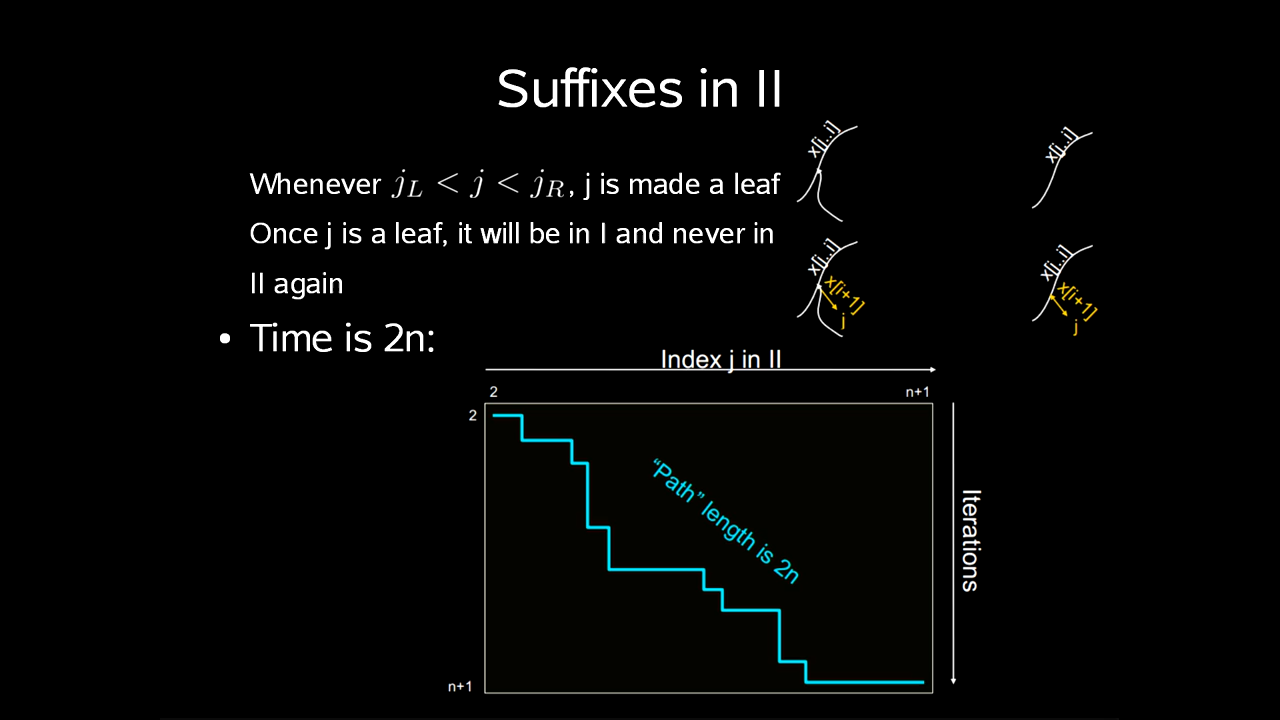 Suffixes in II
Whenever j_L < j < j_R, j is made a leaf
Once j is a leaf, it will be in I and never in
II again
• Time is 2n:
x[j..i]
x[j..i]
x[j..i]
x[i+1]
j
x[j..i]
x[i+1]
j
Index j in II
2
n+1
2
"Path" length is 2n
Iterations
n+1